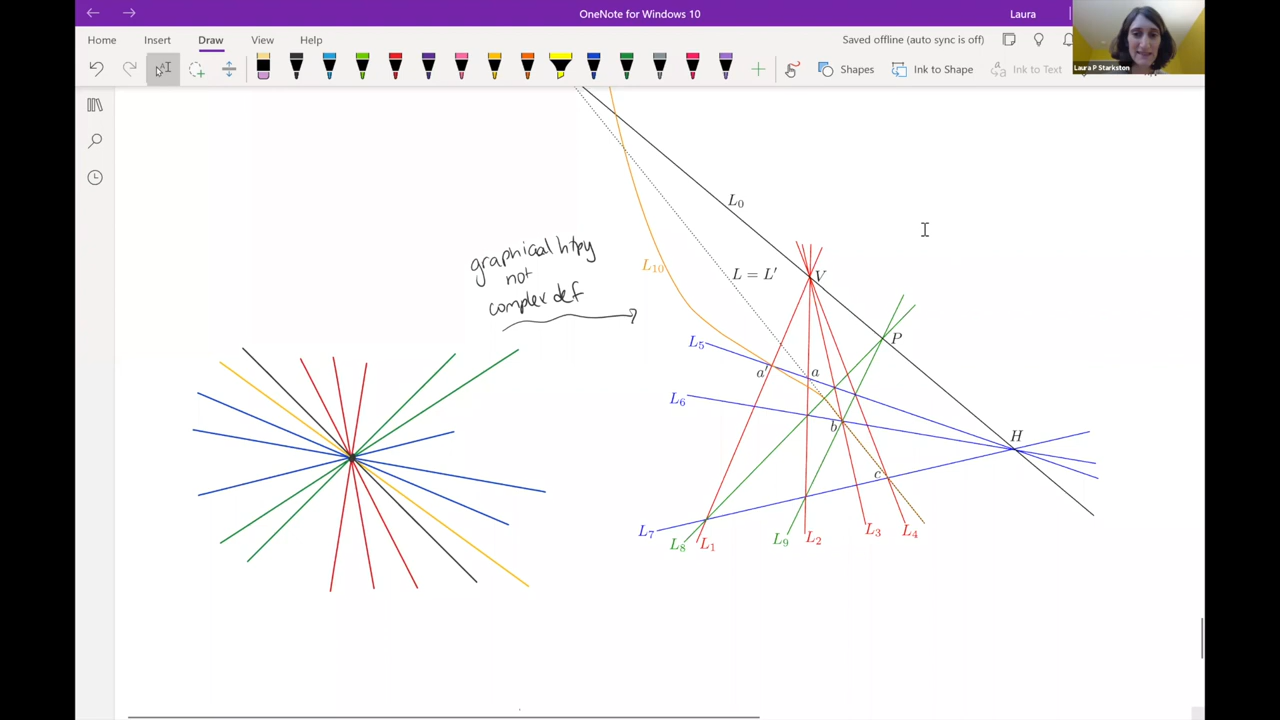 OneNote for Windows 10
Laura
Home
Insert
Draw
View
Help
Saved offline (auto sync is off)
Laura P Starkston
Shapes
Ink to Shape
Ink to Text
L0
L10
L = L'
V
P
L5
a'
a
L6
b
H
c
L7
L8
L1
L9
L2
L3
L4
graphical htpy
not
complex def